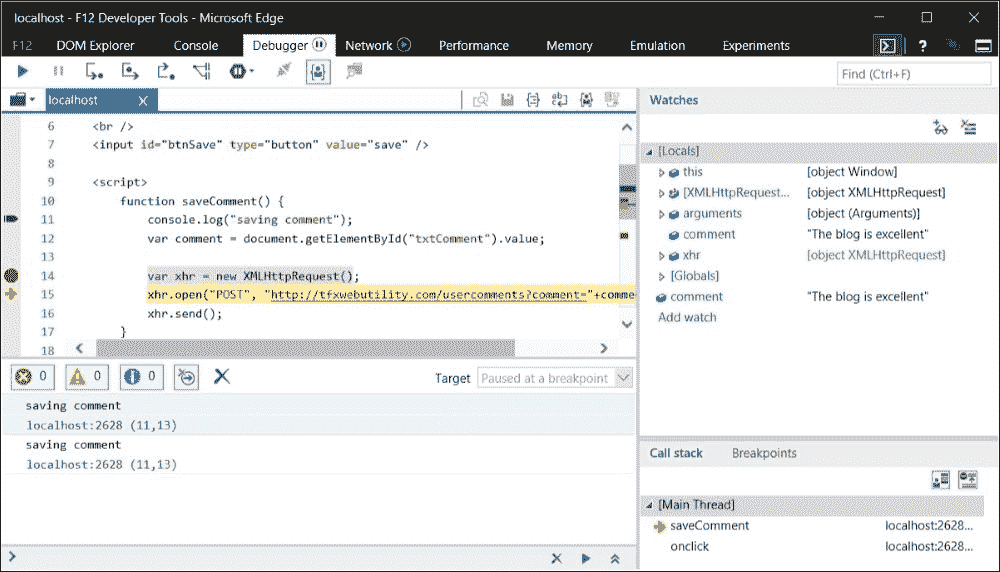 localhost - F12 Developer Tools - Microsoft Edge
F12 DOM Explorer Console Debugger Network Performance Memory Emulation Experiments ?
Find (Ctrl+F)
localhost
6 <br />
7 <input id="btnSave" type="button" value="save" />
8
9 <script>
10 function saveComment() {
11 console.log("saving comment");
12 var comment = document.getElementById("txtComment").value;
13
14 var xhr = new XMLHttpRequest();
15 xhr.open("POST", "http://tfxwebutility.com/usercomments?comment="+comme
16 xhr.send();
17 }
18
Watches
[Locals]
this [object Window]
[XMLHttpRequest... [object XMLHttpRequest]
arguments [object (Arguments)]
comment "The blog is excellent"
xhr [object XMLHttpRequest]
[Globals]
comment "The blog is excellent"
Add watch
0 0 0 Target Paused at a breakpoint
saving comment
localhost:2628 (11,13)
saving comment
localhost:2628 (11,13)
Call stack Breakpoints
[Main Thread]
saveComment localhost:2628...
onclick localhost:2628...